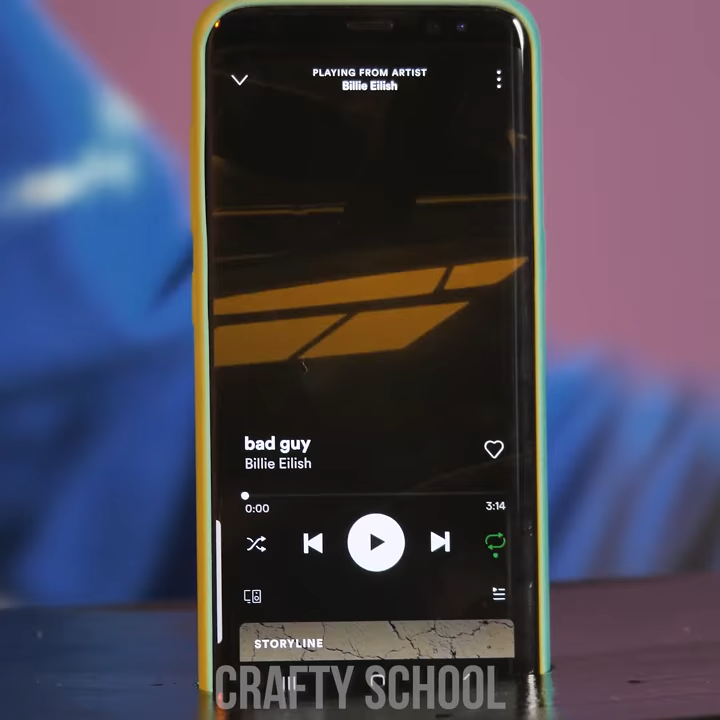 PLAYING FROM ARTIST
Billie Eilish
bad guy
Billie Eilish
0:00
3:14
STORYLINE
CRAFTY SCHOOL